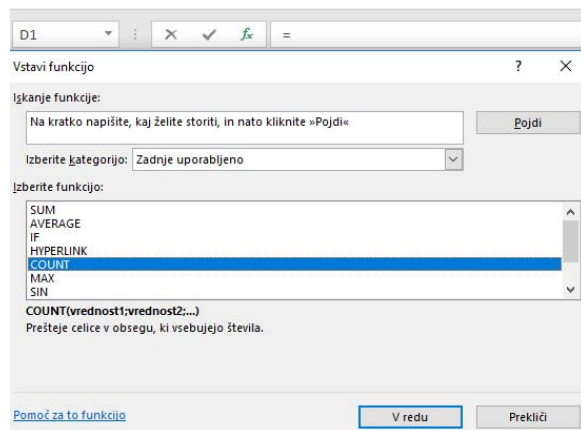 D1 fx =
Vstavi funkcijo ?
Iskanje funkcije:
Na kratko napišite, kaj želite storiti, in nato kliknite »Pojdi« Pojdi
Izberite kategorijo: Zadnje uporabljeno
Izberite funkcijo:
SUM
AVERAGE
IF
HYPERLINK
COUNT
MAX
SIN
COUNT(vrednost1;vrednost2;...)
Prešteje celice v obsegu, ki vsebujejo števila.
Pomoč za to funkcijo V redu Prekliči